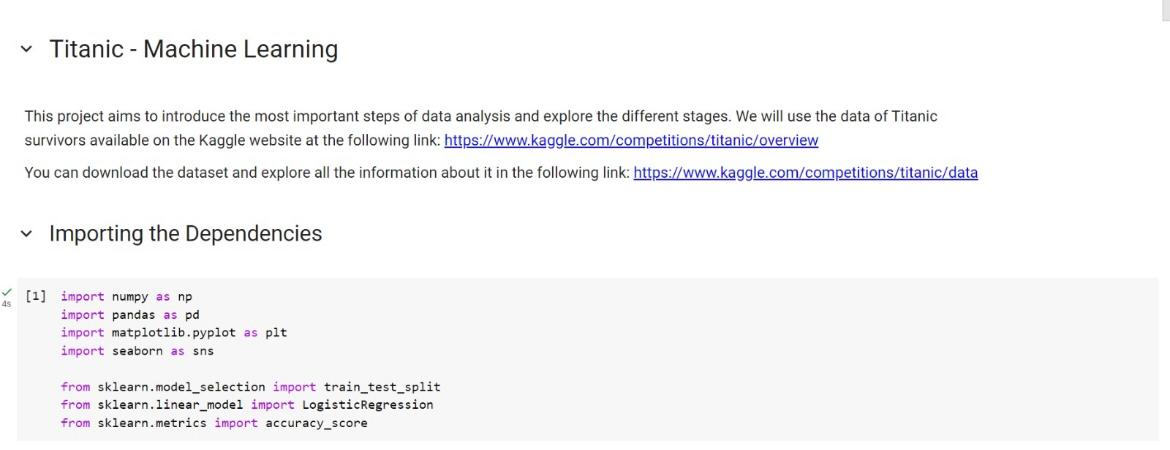 Titanic - Machine Learning
This project aims to introduce the most important steps of data analysis and explore the different stages. We will use the data of Titanic
survivors available on the Kaggle website at the following link: https://www.kaggle.com/competitions/titanic/overview
You can download the dataset and explore all the information about it in the following link: https://www.kaggle.com/competitions/titanic/data
Importing the Dependencies
[1] import numpy as np
4s
import pandas as pd
import matplotlib.pyplot as plt
import seaborn as sns
from sklearn.model_selection import train_test_split
from sklearn.linear_model import LogisticRegression
from sklearn.metrics import accuracy_score